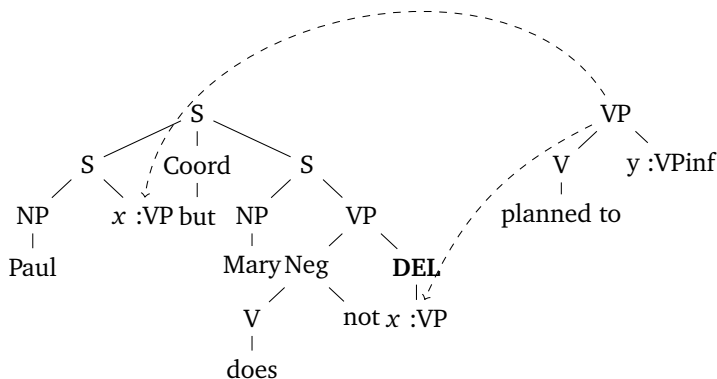 S VP
S Coord S V y :VPinf
NP x :VP but NP VP planned to
Paul Mary Neg DEL
V not x :VP
does